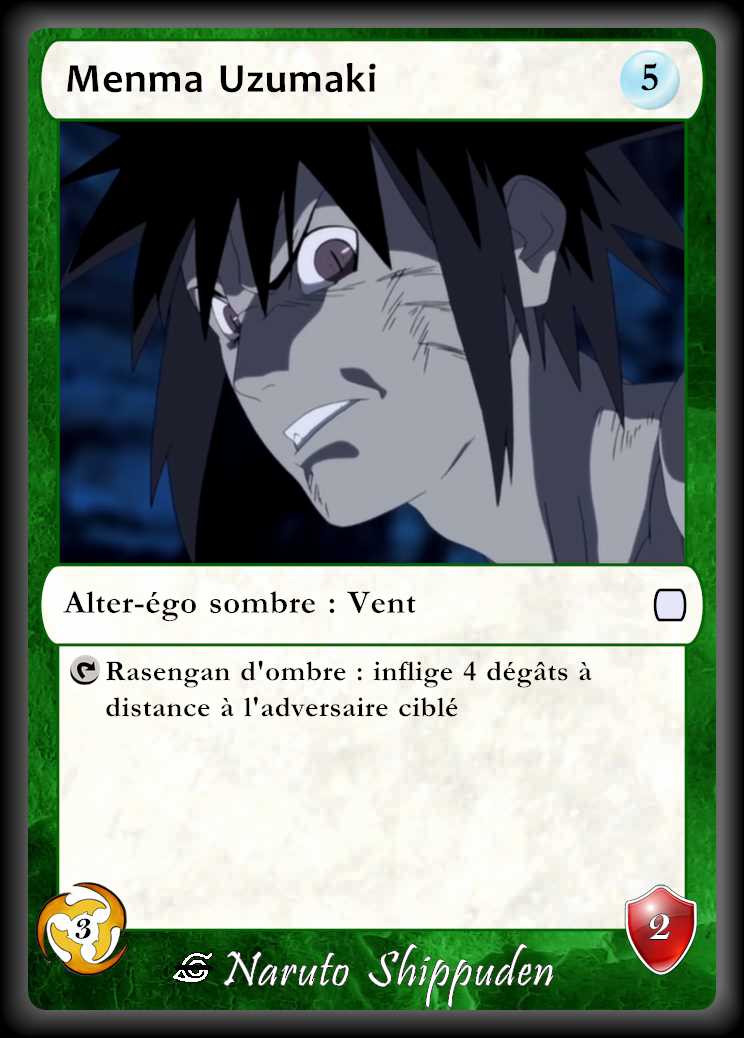 Menma Uzumaki
5
Alter-égo sombre : Vent
Rasengan d'ombre : inflige 4 dégâts à
distance à l'adversaire ciblé
3
2
Naruto Shippuden